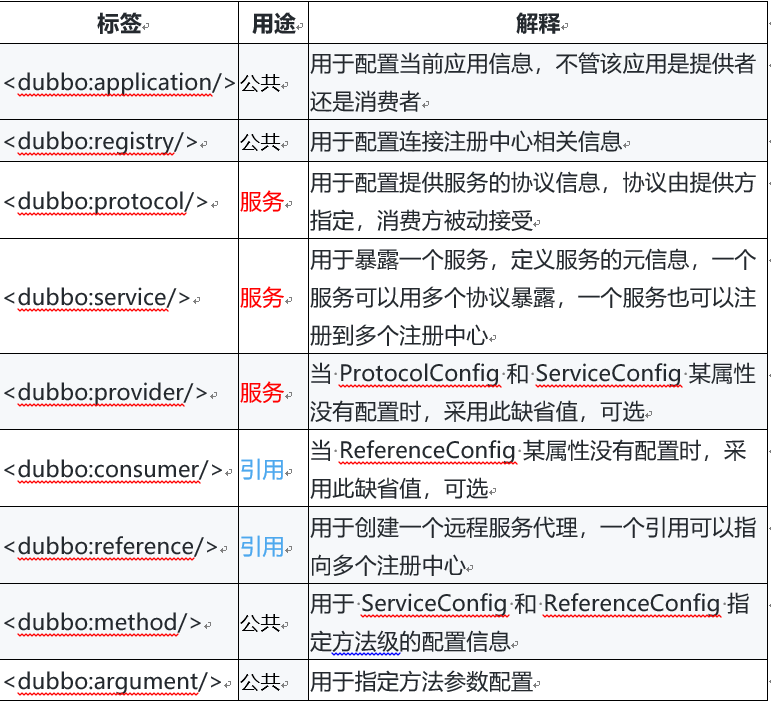 标签 用途 解释
<dubbo:application/> 公共 用于配置当前应用信息，不管该应用是提供者
还是消费者
<dubbo:registry/> 公共 用于配置连接注册中心相关信息
<dubbo:protocol/> 服务 用于配置提供服务的协议信息，协议由提供方
指定，消费方被动接受
<dubbo:service/> 服务 用于暴露一个服务，定义服务的元信息，一个
服务可以用多个协议暴露，一个服务也可以注
册到多个注册中心
<dubbo:provider/> 服务 当 ProtocolConfig 和 ServiceConfig 某属性
没有配置时，采用此缺省值，可选
<dubbo:consumer/> 引用 当 ReferenceConfig 某属性没有配置时，采
用此缺省值，可选
<dubbo:reference/> 引用 用于创建一个远程服务代理，一个引用可以指
向多个注册中心
<dubbo:method/> 公共 用于 ServiceConfig 和 ReferenceConfig 指
定方法级的配置信息
<dubbo:argument/> 公共 用于指定方法参数配置